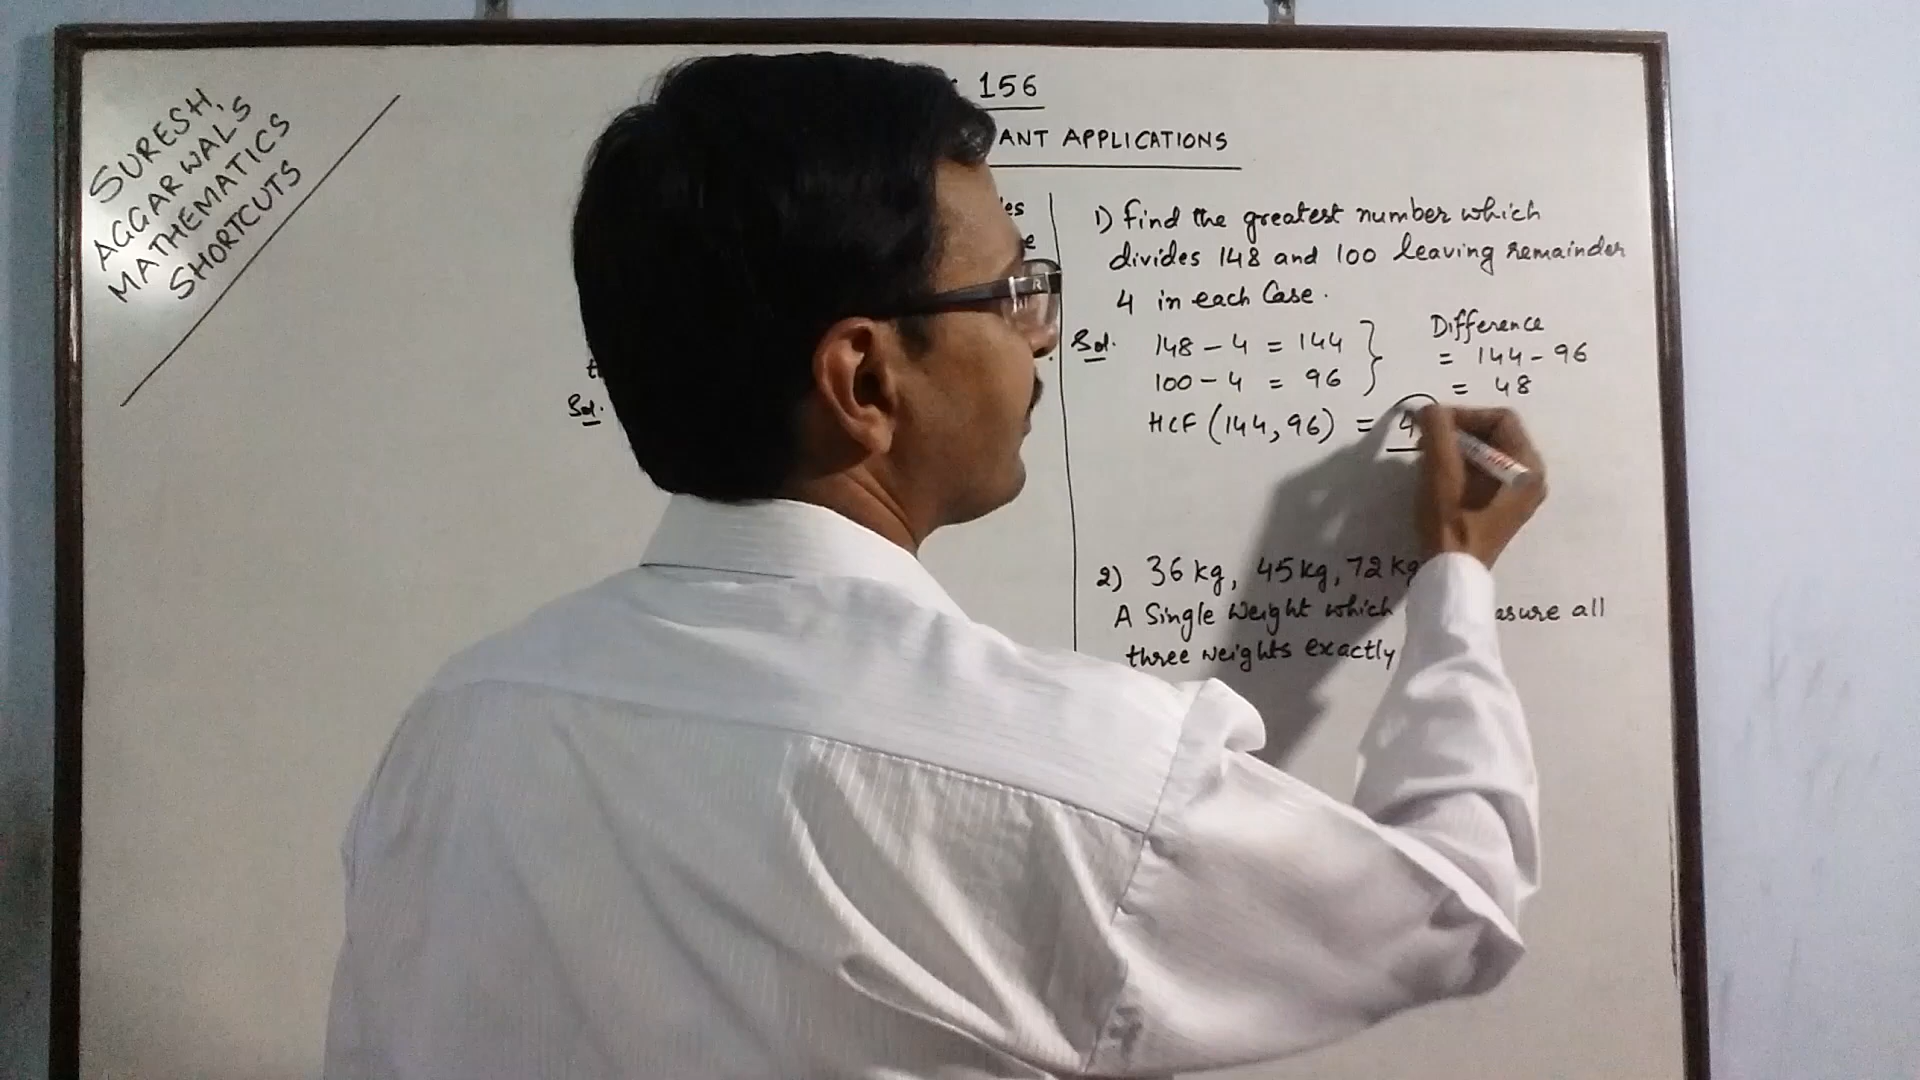 SURESH
AGGARWAL'S
MATHEMATICS
SHORTCUTS
156
ANT APPLICATIONS
es
e
Sol.
1) Find the greatest number which
divides 148 and 100 leaving remainder
4 in each Case.
Sol. 148 - 4 = 144
100 - 4 = 96
Difference
= 144 - 96
= 48
HCF (144, 96) = 4
2) 36 kg, 45 kg, 72 kg
A Single Weight which asure all
three weights exactly